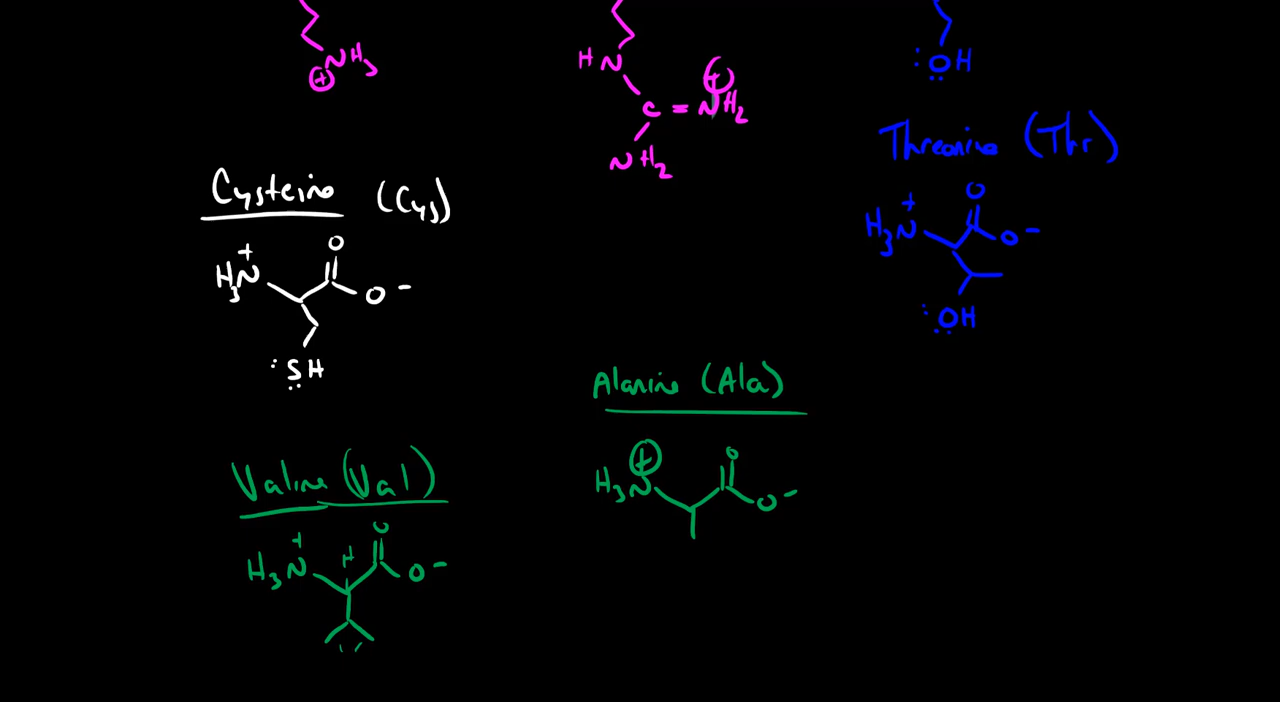 NH3
+
HN
+
C = NH2
NH2
:OH
Threonine (Thr)
H3N+
O
O-
:OH
Cysteine (Cys)
H3N+
O
O-
:SH
Alanine (Ala)
H3N+
O
O-
Valine (Val)
H3N+
H
O
O-